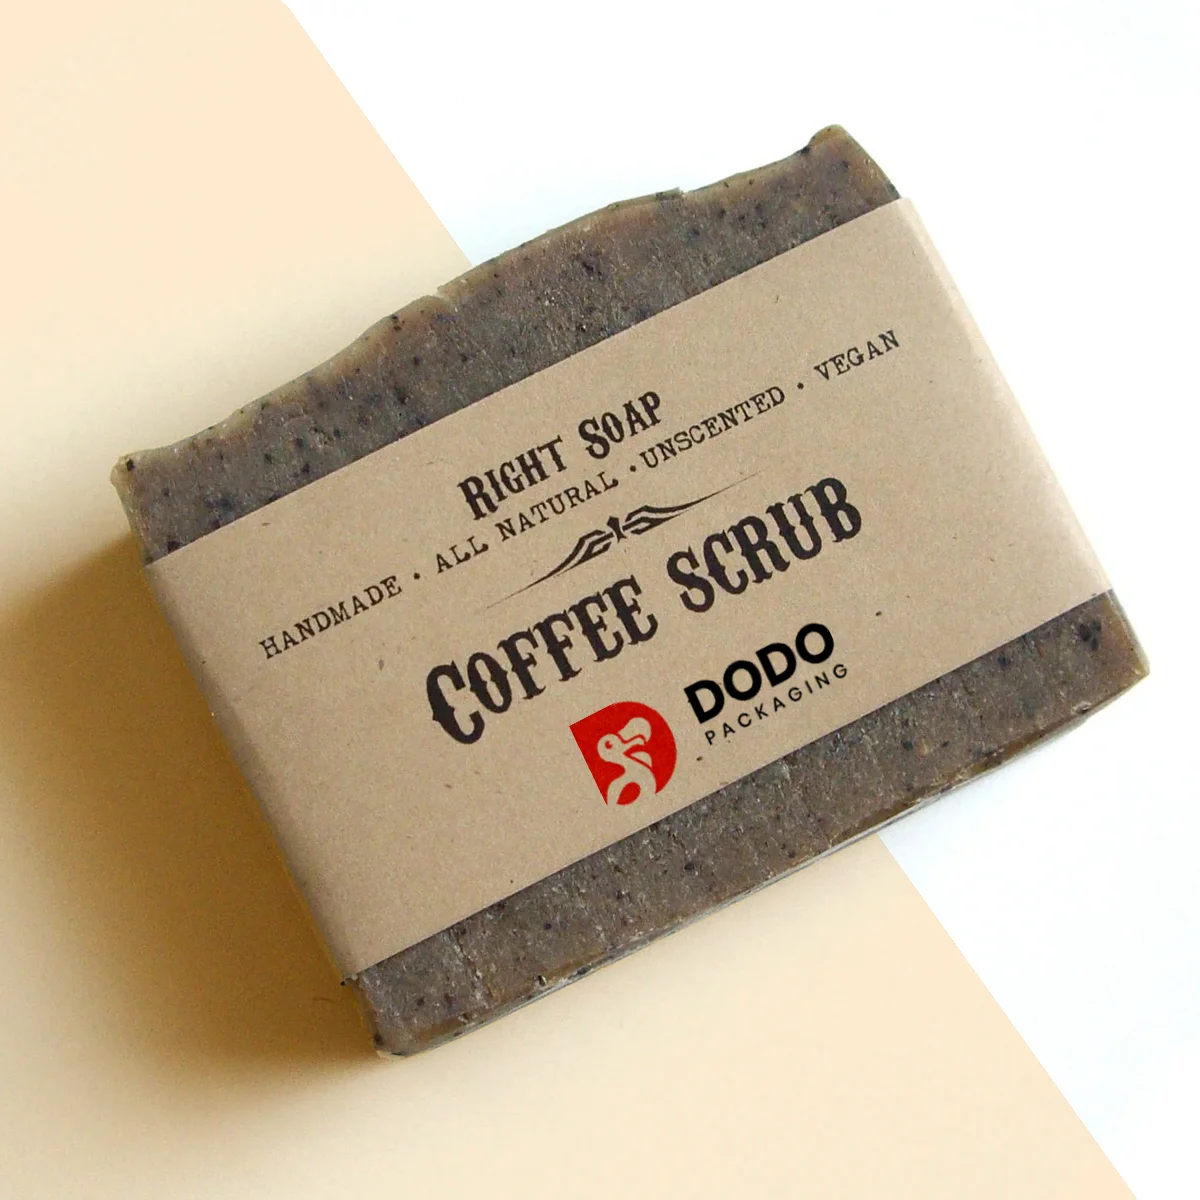 RIGHT SOAP
HANDMADE • ALL NATURAL • UNSCENTED • VEGAN
COFFEE SCRUB
DODO
PACKAGING